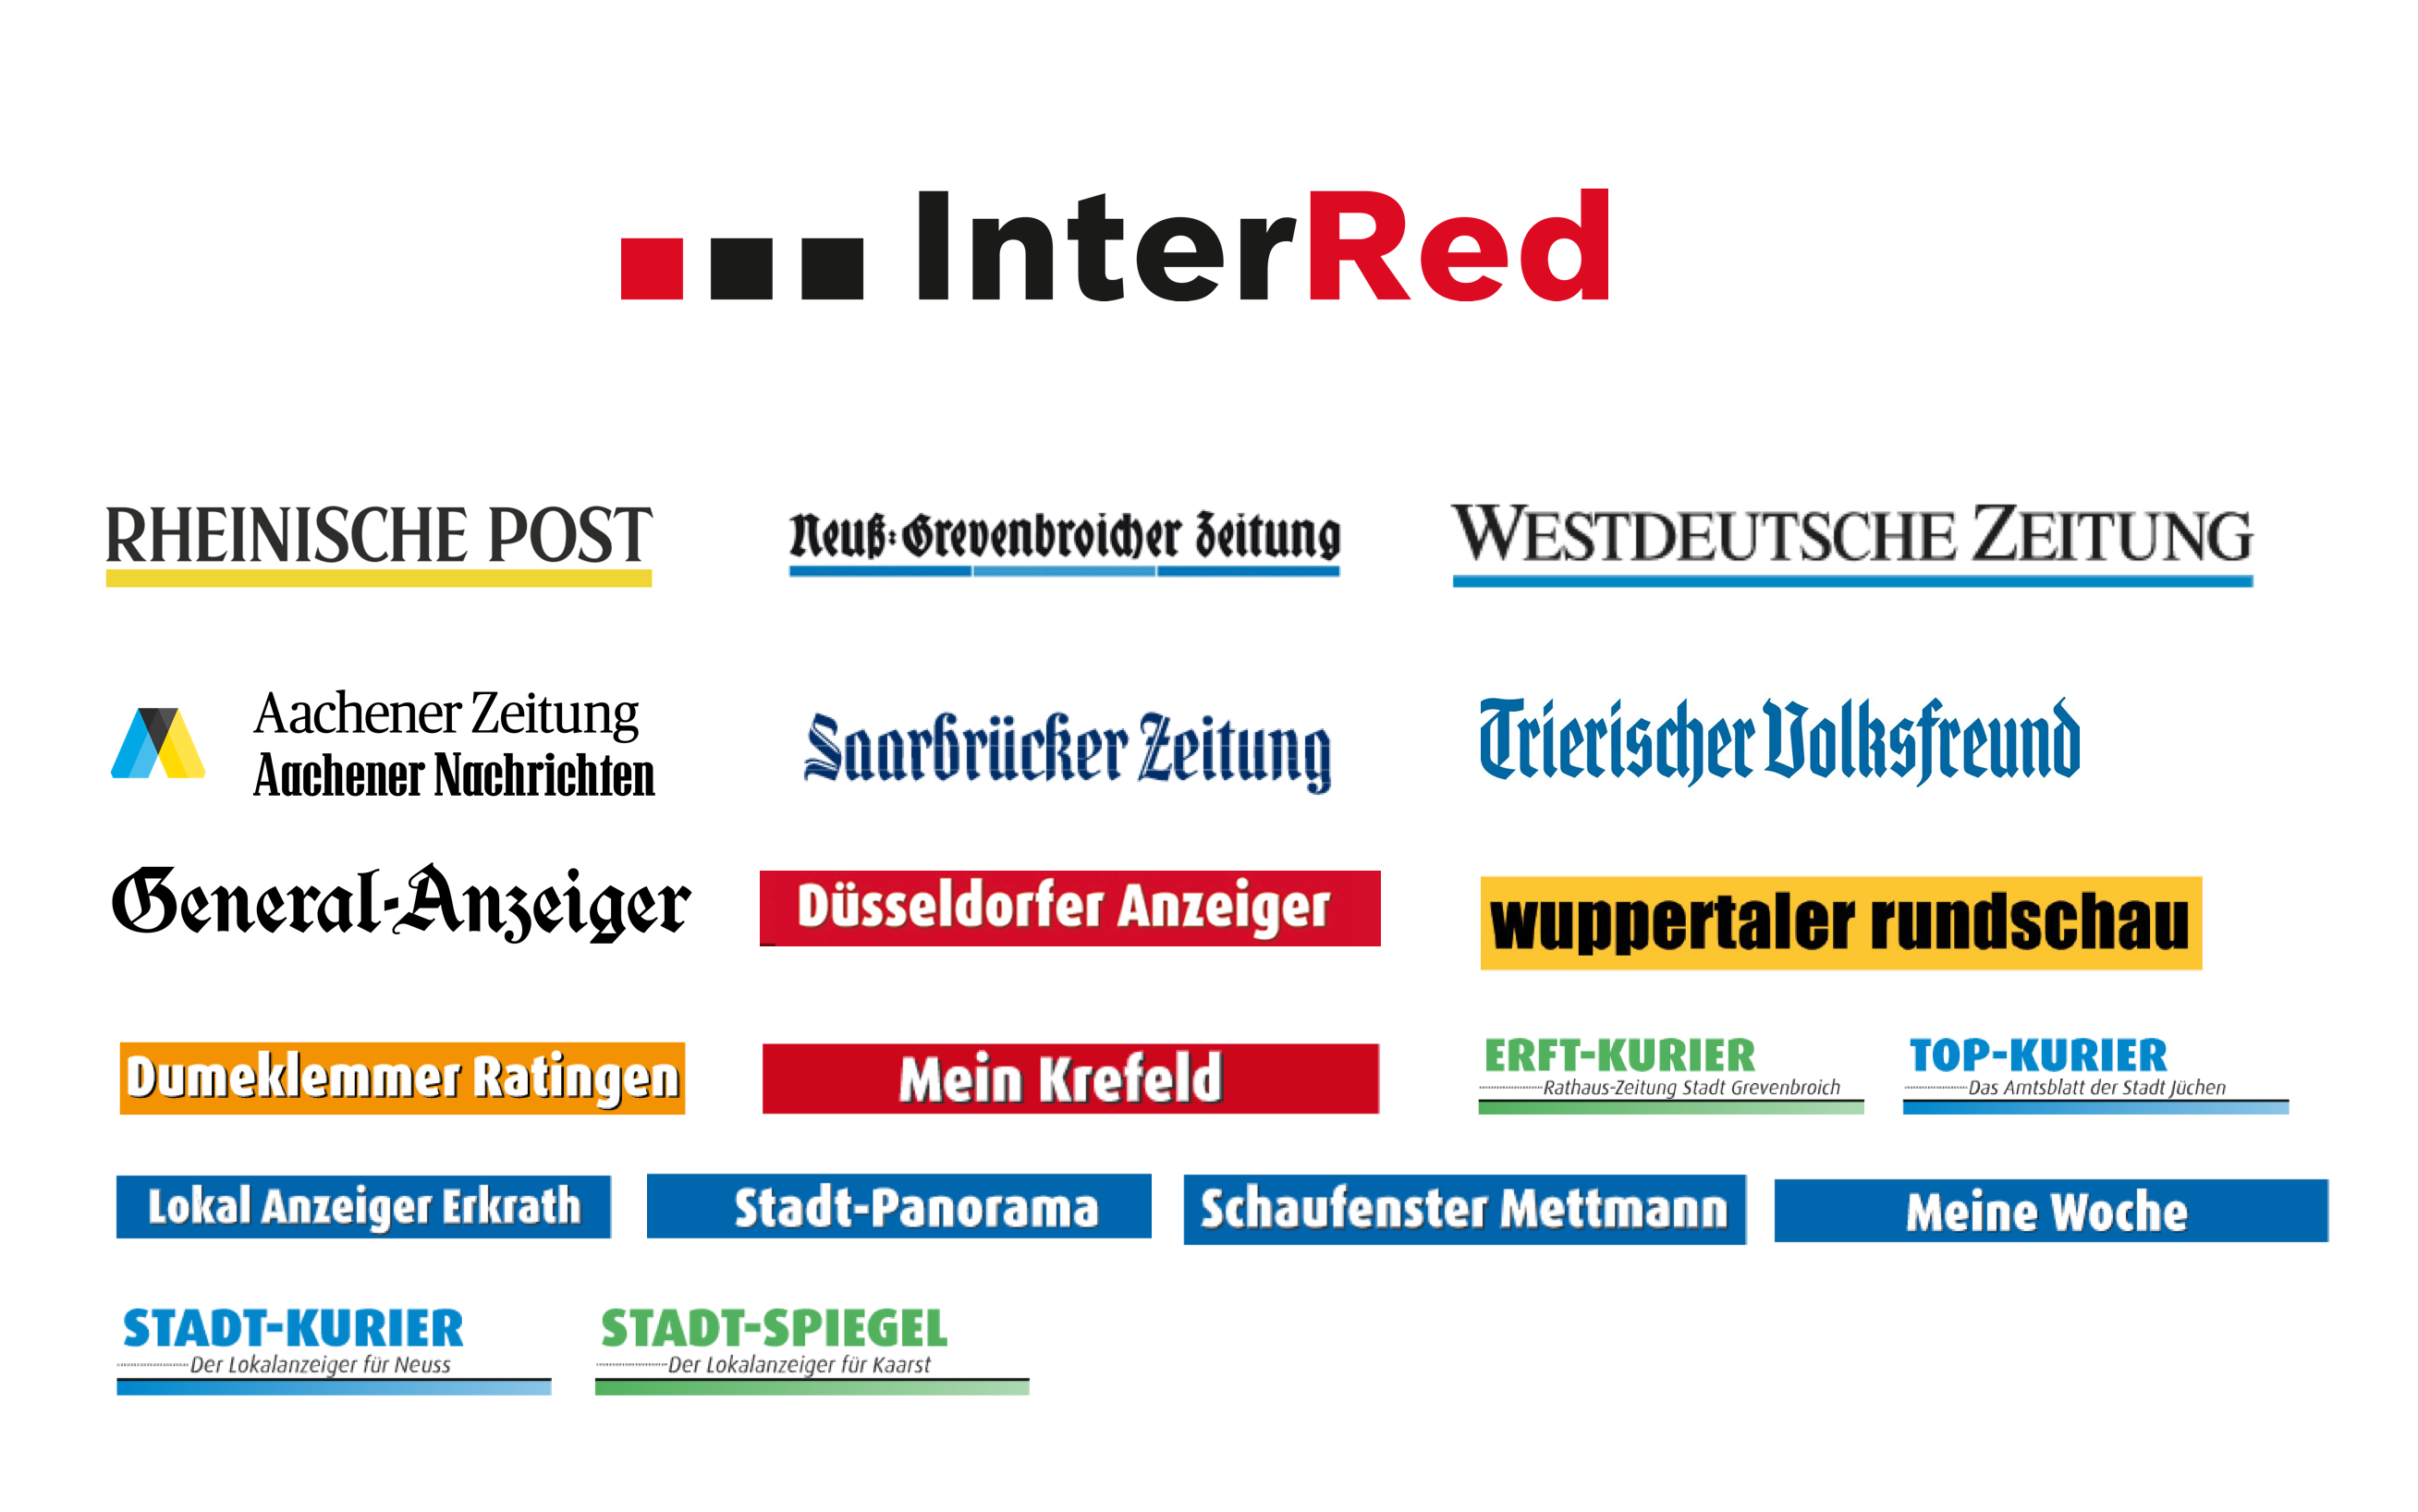 InterRed
RHEINISCHE POST
Neuß-Grevenbroicher Zeitung
WESTDEUTSCHE ZEITUNG
Aachener Zeitung
Aachener Nachrichten
Saarbrücker Zeitung
Trierischer Volksfreund
General-Anzeiger
Düsseldorfer Anzeiger
wuppertaler rundschau
Dumeklemmer Ratingen
Mein Krefeld
ERFT-KURIER
Rathaus-Zeitung Stadt Grevenbroich
TOP-KURIER
Das Amtsblatt der Stadt Jüchen
Lokal Anzeiger Erkrath
Stadt-Panorama
Schaufenster Mettmann
Meine Woche
STADT-KURIER
Der Lokalanzeiger für Neuss
STADT-SPIEGEL
Der Lokalanzeiger für Kaarst